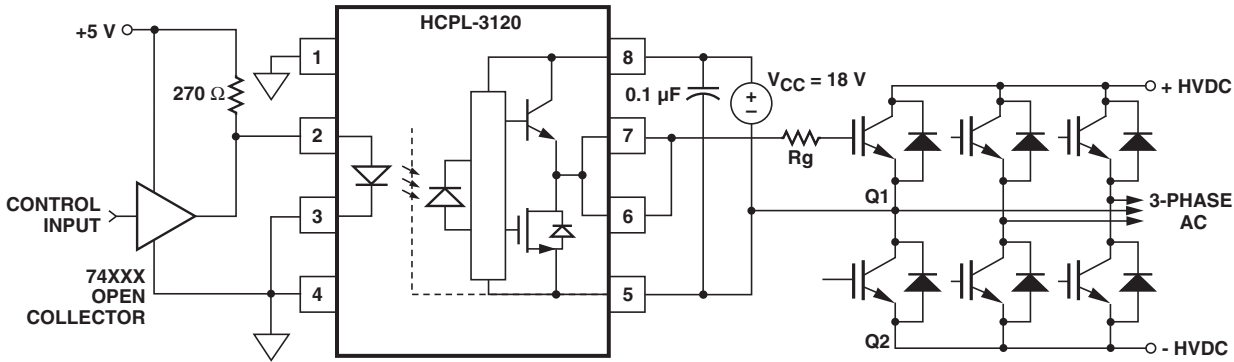 HCPL-3120
+5 V
270 Ω
1
2
3
4
8
7
6
5
0.1 µF
VCC = 18 V
+
–
Rg
+ HVDC
Q1
3-PHASE
AC
CONTROL
INPUT
74XXX
OPEN
COLLECTOR
Q2
- HVDC